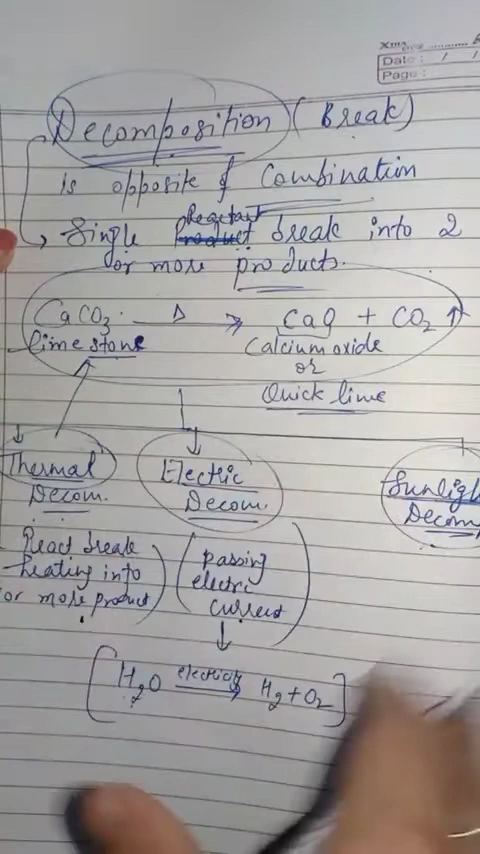 Date : / /
Page :
Decomposition (Break)
is opposite of Combination
Reactant
Single Product break into 2
or more products.
CaCO3 Δ → CaO + CO2 ↑
limestone Calcium oxide
or
Quick lime
Thermal Electric Sunlig
Decom. Decom. Decom
React break passing
heating into electric
or more product current
H2O electricity → H2 + O2